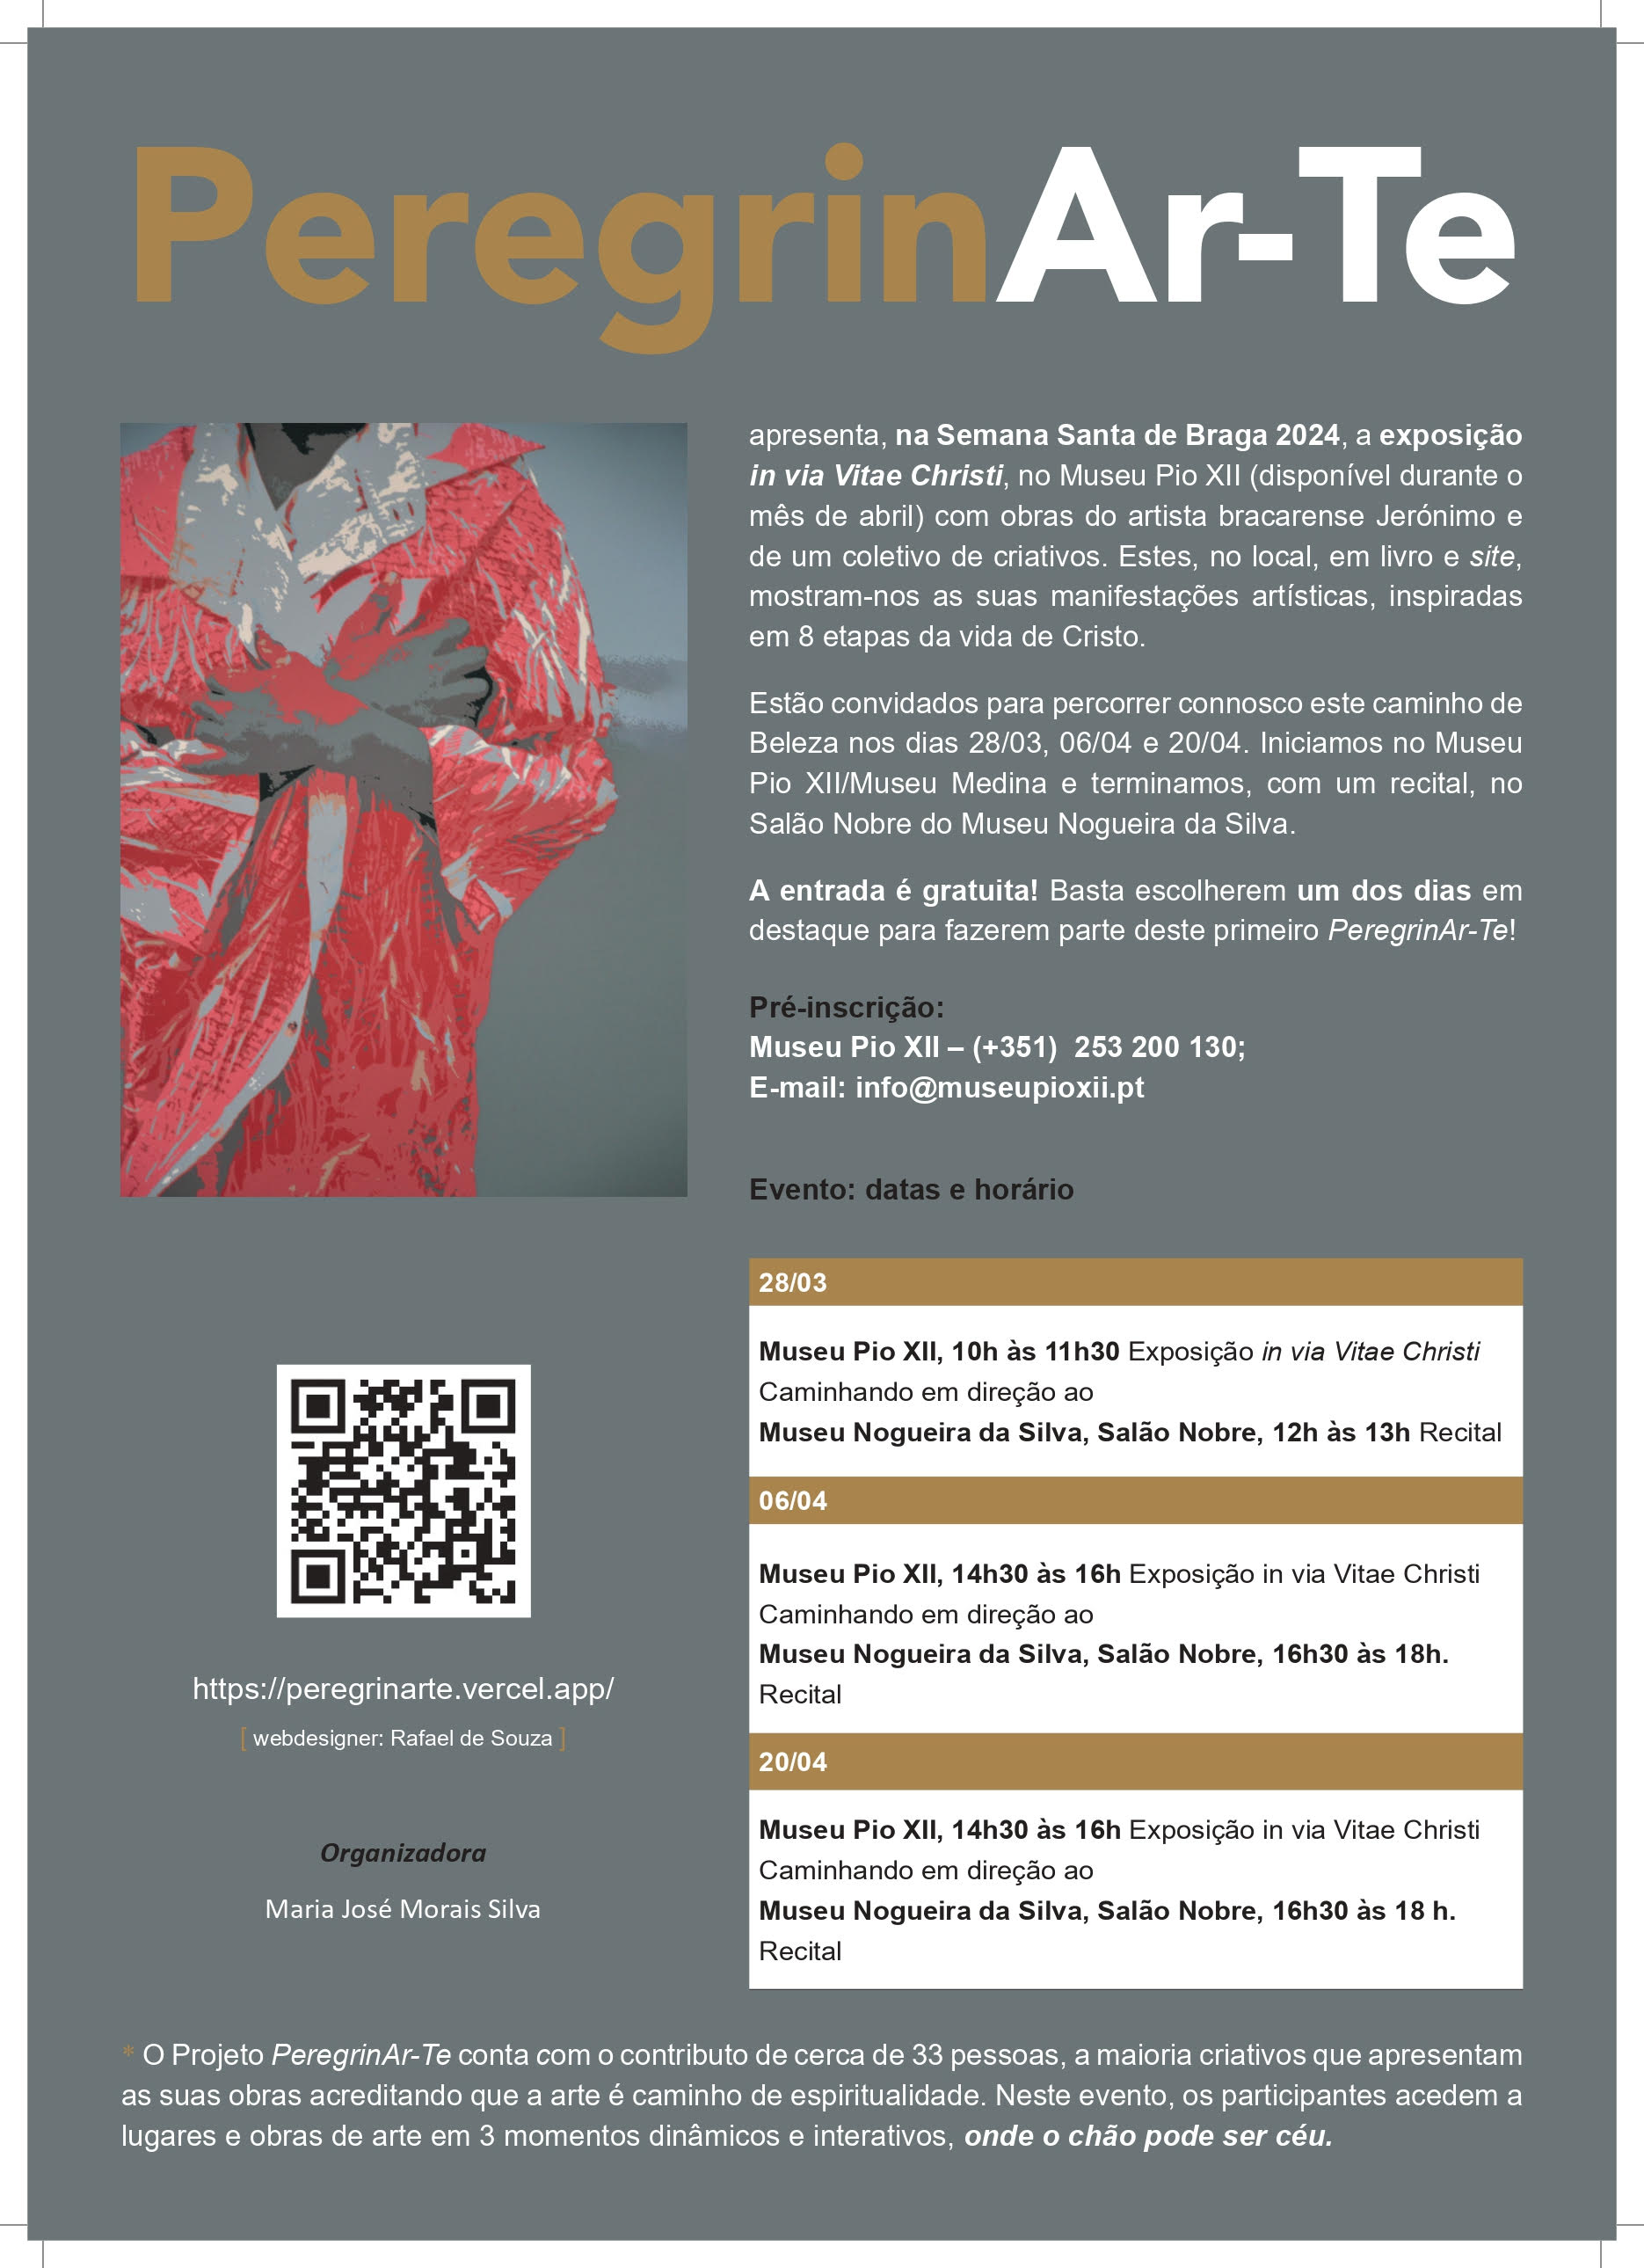 PeregrinAr-Te
apresenta, na Semana Santa de Braga 2024, a exposição
in via Vitae Christi, no Museu Pio XII (disponível durante o
mês de abril) com obras do artista bracarense Jerónimo e
de um coletivo de criativos. Estes, no local, em livro e site,
mostram-nos as suas manifestações artísticas, inspiradas
em 8 etapas da vida de Cristo.
Estão convidados para percorrer connosco este caminho de
Beleza nos dias 28/03, 06/04 e 20/04. Iniciamos no Museu
Pio XII/Museu Medina e terminamos, com um recital, no
Salão Nobre do Museu Nogueira da Silva.
A entrada é gratuita! Basta escolherem um dos dias em
destaque para fazerem parte deste primeiro PeregrinAr-Te!
Pré-inscrição:
Museu Pio XII – (+351) 253 200 130;
E-mail: info@museupioxii.pt
Evento: datas e horário
28/03
Museu Pio XII, 10h às 11h30 Exposição in via Vitae Christi
Caminhando em direção ao
Museu Nogueira da Silva, Salão Nobre, 12h às 13h Recital
06/04
Museu Pio XII, 14h30 às 16h Exposição in via Vitae Christi
Caminhando em direção ao
Museu Nogueira da Silva, Salão Nobre, 16h30 às 18h.
Recital
20/04
Museu Pio XII, 14h30 às 16h Exposição in via Vitae Christi
Caminhando em direção ao
Museu Nogueira da Silva, Salão Nobre, 16h30 às 18 h.
Recital
https://peregrinarte.vercel.app/
[ webdesigner: Rafael de Souza ]
Organizadora
Maria José Morais Silva
* O Projeto PeregrinAr-Te conta com o contributo de cerca de 33 pessoas, a maioria criativos que apresentam
as suas obras acreditando que a arte é caminho de espiritualidade. Neste evento, os participantes acedem a
lugares e obras de arte em 3 momentos dinâmicos e interativos, onde o chão pode ser céu.